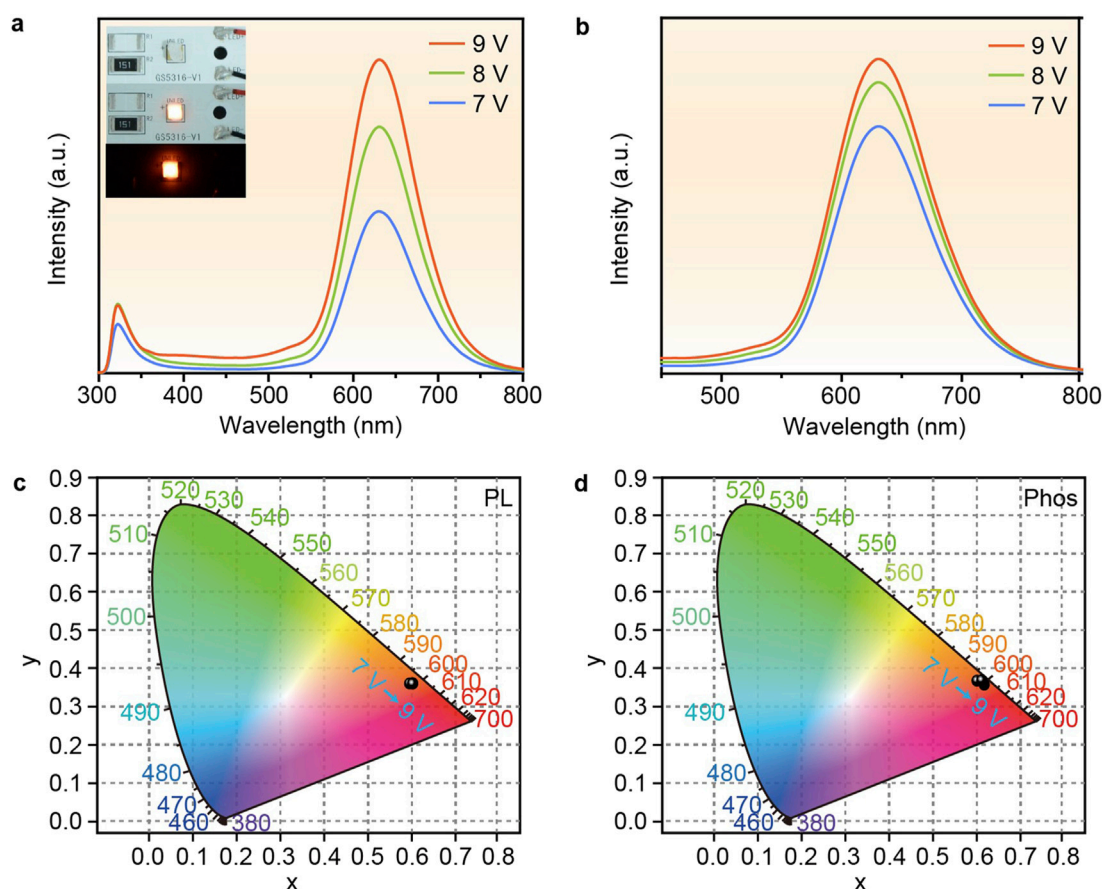 a
9 V
8 V
7 V
R1
R2
151
GS5316-V1
R1
R2
151
GS5316-V1
Intensity (a.u.)
300 400 500 600 700 800
Wavelength (nm)
b
9 V
8 V
7 V
Intensity (a.u.)
500 600 700 800
Wavelength (nm)
c
PL
0.9
0.8
0.7
0.6
0.5
0.4
0.3
0.2
0.1
0.0
y
520
530
540
550
560
570
580
590
600
610
620
700
510
500
490
480
470
460
380
7 V → 9 V
0.0 0.1 0.2 0.3 0.4 0.5 0.6 0.7 0.8
x
d
Phos
0.9
0.8
0.7
0.6
0.5
0.4
0.3
0.2
0.1
0.0
y
520
530
540
550
560
570
580
590
600
610
620
700
510
500
490
480
470
460
380
7 V → 9 V
0.0 0.1 0.2 0.3 0.4 0.5 0.6 0.7 0.8
x